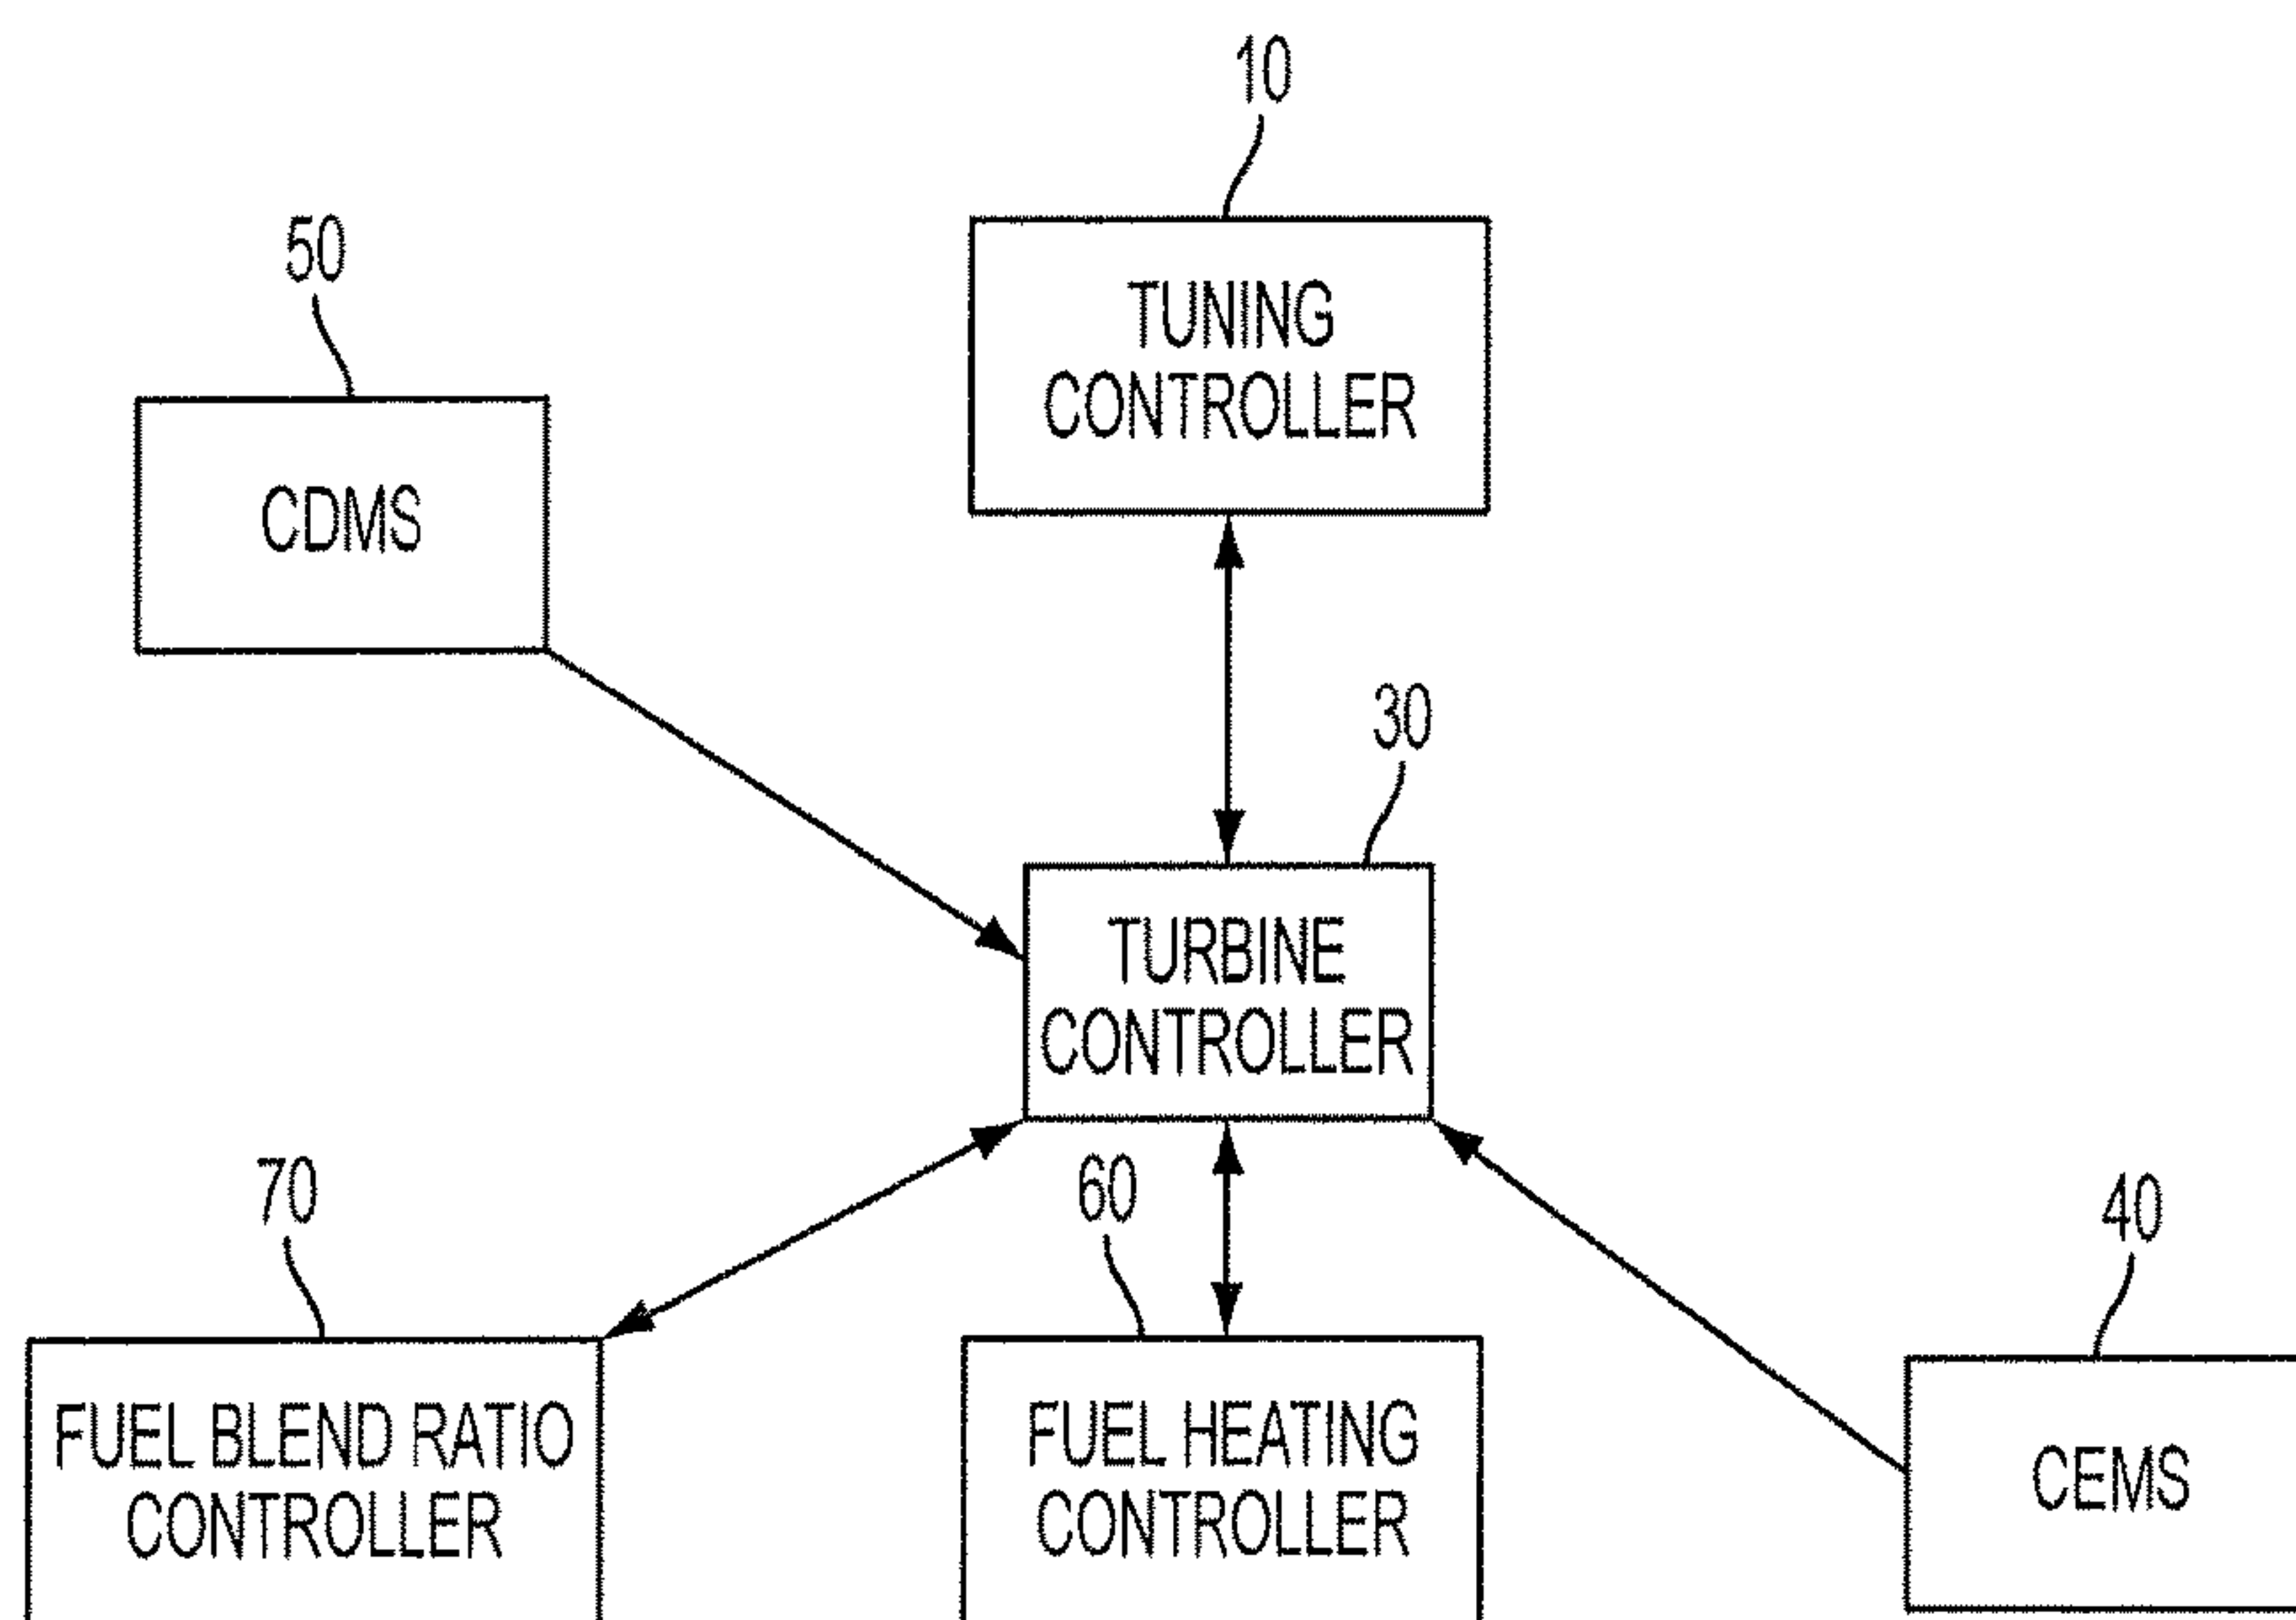 10
50
TUNING
CONTROLLER
CDMS
30
TURBINE
CONTROLLER
70
60
40
FUEL BLEND RATIO
CONTROLLER
FUEL HEATING
CONTROLLER
CEMS